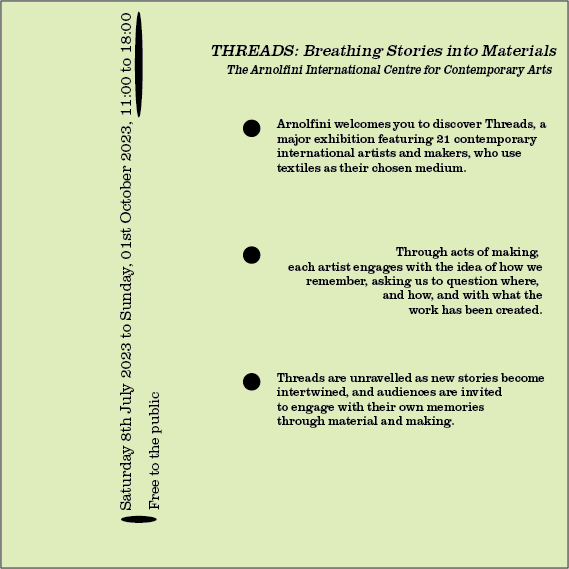 THREADS: Breathing Stories into Materials
The Arnolfini International Centre for Contemporary Arts
Saturday 8th July 2023 to Sunday, 01st October 2023, 11:00 to 18:00
Free to the public
Arnolfini welcomes you to discover Threads, a
major exhibition featuring 21 contemporary
international artists and makers, who use
textiles as their chosen medium.
Through acts of making,
each artist engages with the idea of how we
remember, asking us to question where,
and how, and with what the
work has been created.
Threads are unravelled as new stories become
intertwined, and audiences are invited
to engage with their own memories
through material and making.